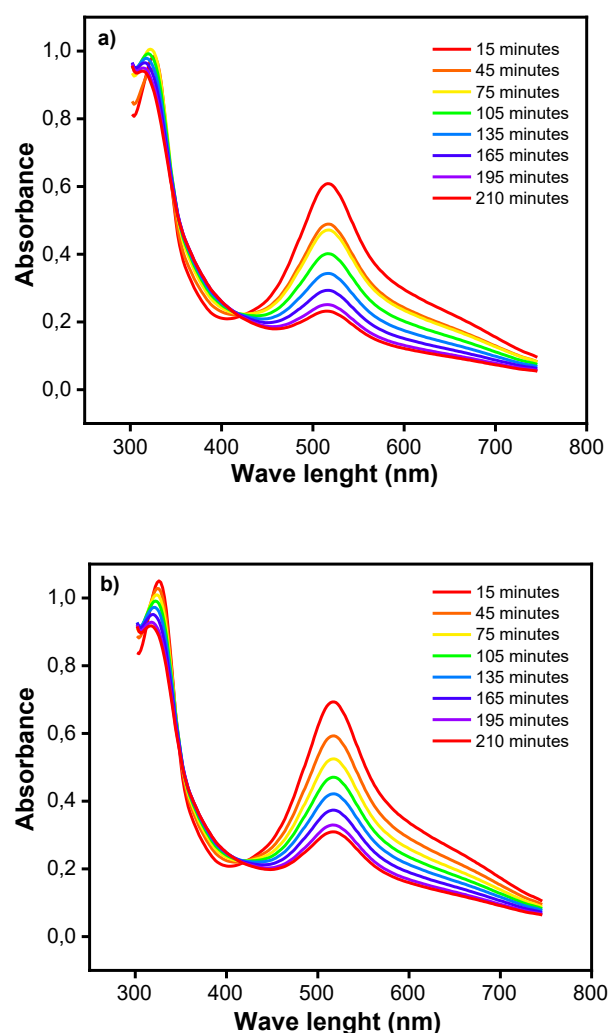 a)
15 minutes
45 minutes
75 minutes
105 minutes
135 minutes
165 minutes
195 minutes
210 minutes
1,0
0,8
0,6
0,4
0,2
0,0
Absorbance
300 400 500 600 700 800
Wave lenght (nm)
b)
15 minutes
45 minutes
75 minutes
105 minutes
135 minutes
165 minutes
195 minutes
210 minutes
1,0
0,8
0,6
0,4
0,2
0,0
Absorbance
300 400 500 600 700 800
Wave lenght (nm)